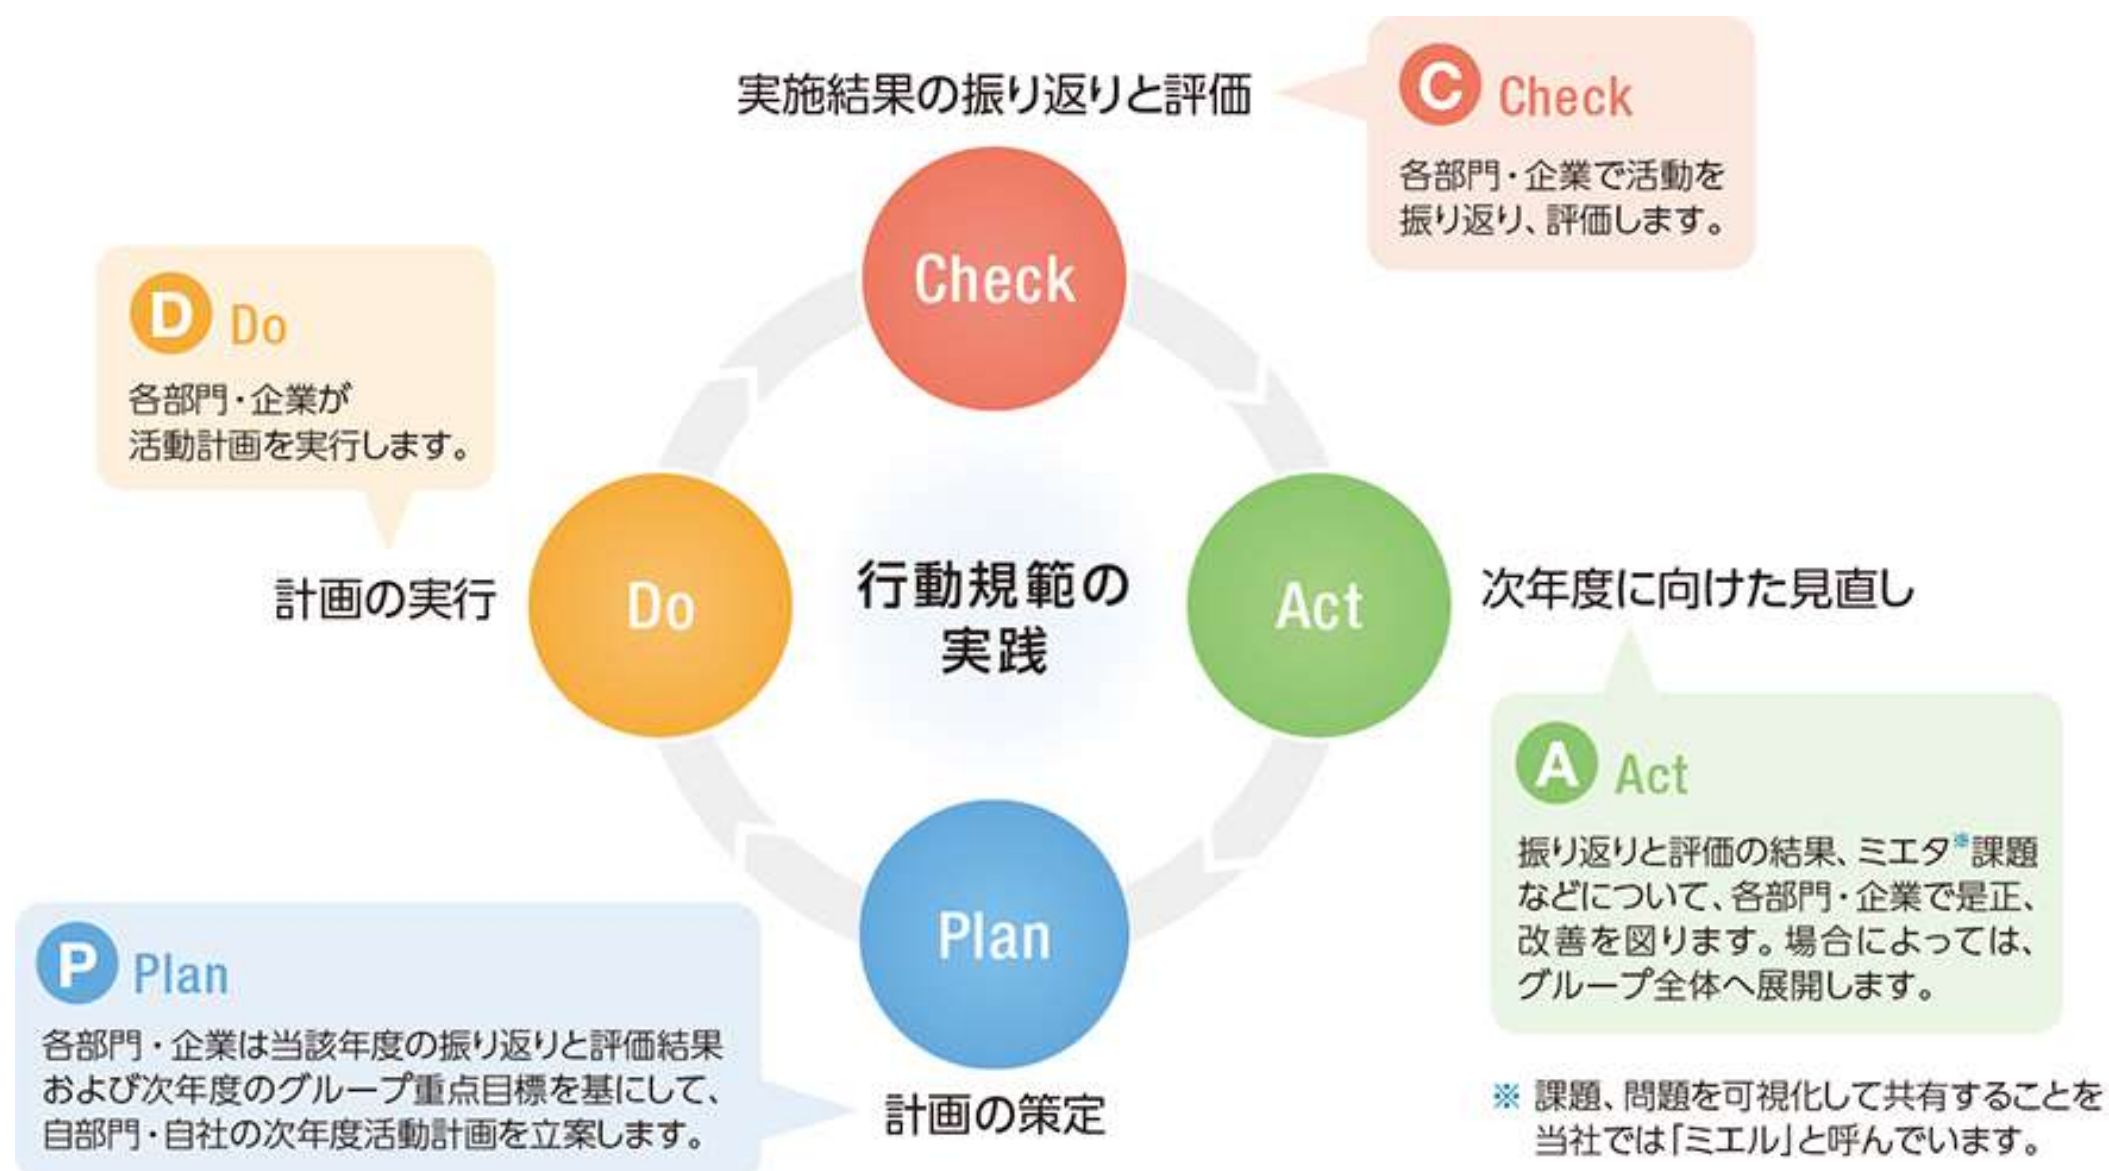 実施結果の振り返りと評価
C Check
各部門・企業で活動を
振り返り、評価します。
Check
D Do
各部門・企業が
活動計画を実行します。
計画の実行
Do
行動規範の
実践
Act
次年度に向けた見直し
A Act
振り返りと評価の結果、ミエタ※課題
などについて、各部門・企業で是正、
改善を図ります。場合によっては、
グループ全体へ展開します。
Plan
計画の策定
P Plan
各部門・企業は当該年度の振り返りと評価結果
および次年度のグループ重点目標を基にして、
自部門・自社の次年度活動計画を立案します。
※ 課題、問題を可視化して共有することを
当社では「ミエル」と呼んでいます。